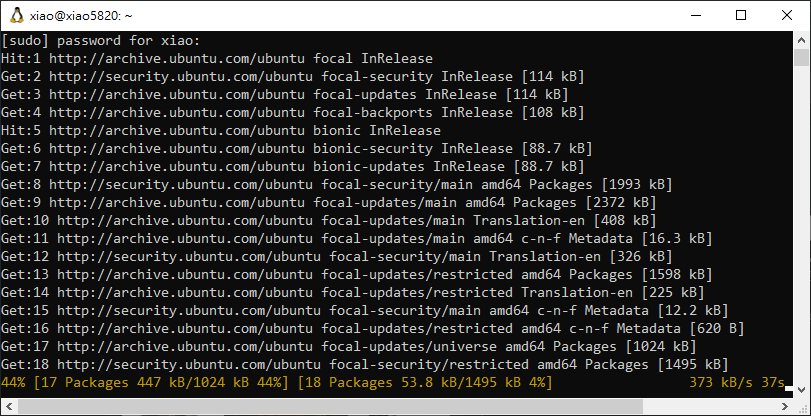 xiao@xiao5820: ~
[sudo] password for xiao:
Hit:1 http://archive.ubuntu.com/ubuntu focal InRelease
Get:2 http://security.ubuntu.com/ubuntu focal-security InRelease [114 kB]
Get:3 http://archive.ubuntu.com/ubuntu focal-updates InRelease [114 kB]
Get:4 http://archive.ubuntu.com/ubuntu focal-backports InRelease [108 kB]
Hit:5 http://archive.ubuntu.com/ubuntu bionic InRelease
Get:6 http://archive.ubuntu.com/ubuntu bionic-security InRelease [88.7 kB]
Get:7 http://archive.ubuntu.com/ubuntu bionic-updates InRelease [88.7 kB]
Get:8 http://security.ubuntu.com/ubuntu focal-security/main amd64 Packages [1993 kB]
Get:9 http://archive.ubuntu.com/ubuntu focal-updates/main amd64 Packages [2372 kB]
Get:10 http://archive.ubuntu.com/ubuntu focal-updates/main Translation-en [408 kB]
Get:11 http://archive.ubuntu.com/ubuntu focal-updates/main amd64 c-n-f Metadata [16.3 kB]
Get:12 http://security.ubuntu.com/ubuntu focal-security/main Translation-en [326 kB]
Get:13 http://archive.ubuntu.com/ubuntu focal-updates/restricted amd64 Packages [1598 kB]
Get:14 http://archive.ubuntu.com/ubuntu focal-updates/restricted Translation-en [225 kB]
Get:15 http://security.ubuntu.com/ubuntu focal-security/main amd64 c-n-f Metadata [12.2 kB]
Get:16 http://archive.ubuntu.com/ubuntu focal-updates/restricted amd64 c-n-f Metadata [620 B]
Get:17 http://archive.ubuntu.com/ubuntu focal-updates/universe amd64 Packages [1024 kB]
Get:18 http://security.ubuntu.com/ubuntu focal-security/restricted amd64 Packages [1495 kB]
44% [17 Packages 447 kB/1024 kB 44%] [18 Packages 53.8 kB/1495 kB 4%] 373 kB/s 37s